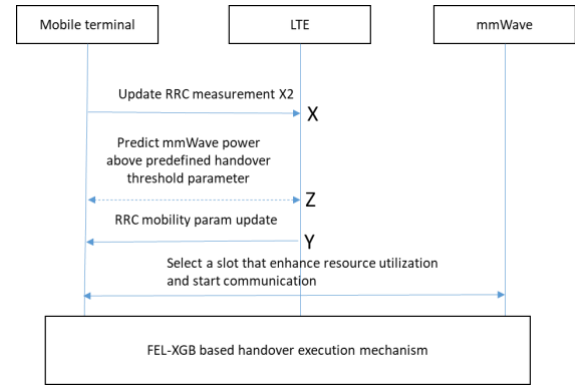 Mobile terminal
LTE
mmWave
Update RRC measurement X2
X
Predict mmWave power
above predefined handover
threshold parameter
Z
RRC mobility param update
Y
Select a slot that enhance resource utilization
and start communication
FEL-XGB based handover execution mechanism